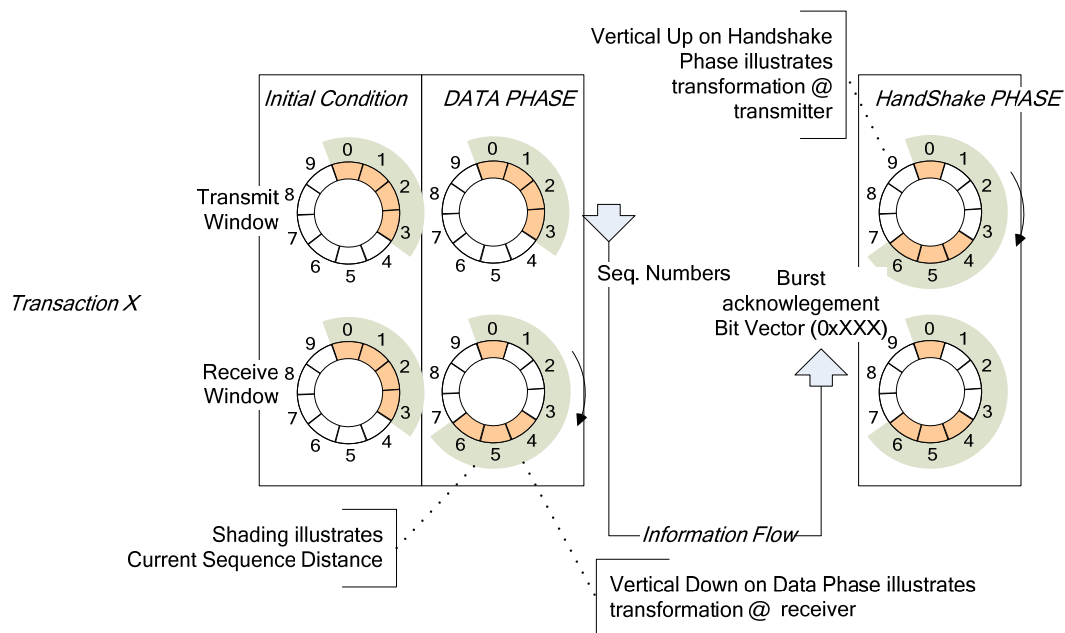 Vertical Up on Handshake
Phase illustrates
transformation @
transmitter
Initial Condition
DATA PHASE
HandShake PHASE
0
1
2
3
4
5
6
7
8
9
0
1
2
3
4
5
6
7
8
9
0
1
2
3
4
5
6
7
8
9
Transmit
Window
Seq. Numbers
Burst
acknowlegement
Bit Vector (0xXXX)
Transaction X
0
1
2
3
4
5
6
7
8
9
0
1
2
3
4
5
6
7
8
9
0
1
2
3
4
5
6
7
8
9
Receive
Window
Shading illustrates
Current Sequence Distance
Information Flow
Vertical Down on Data Phase illustrates
transformation @ receiver